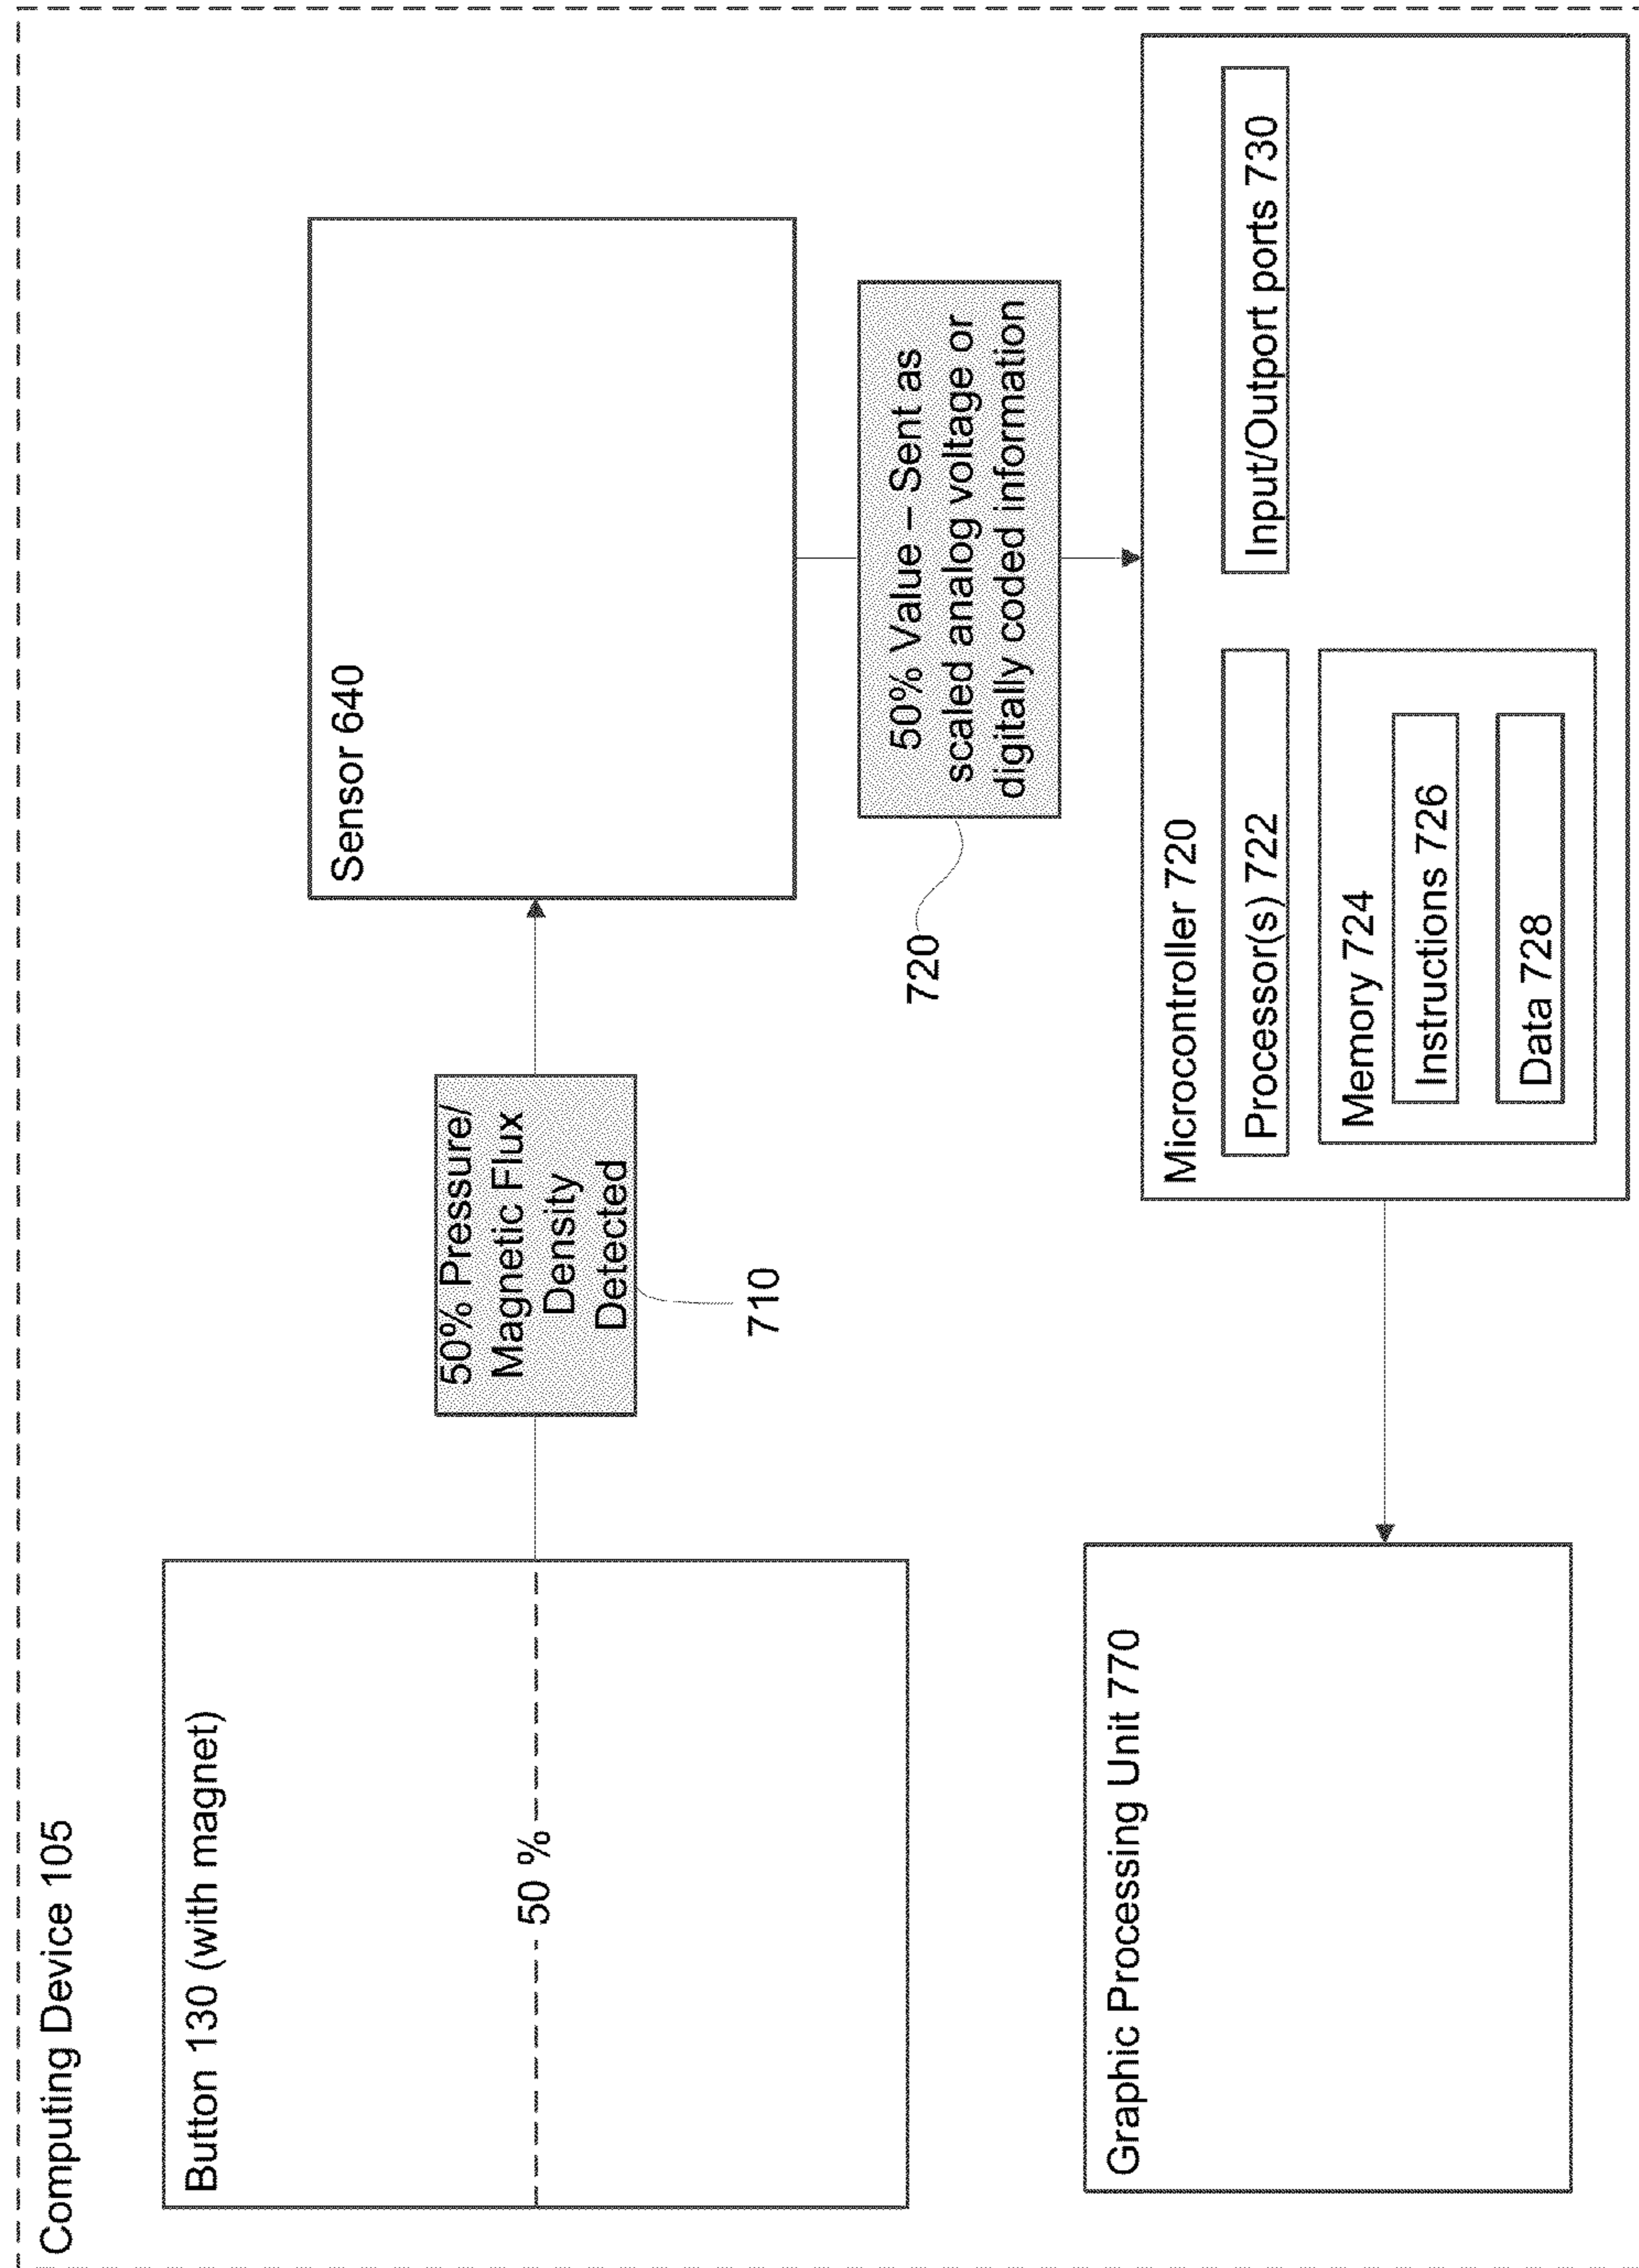 Computing Device 105
Button 130 (with magnet)
50 %
50% Pressure/
Magnetic Flux
Density
Detected
710
Sensor 640
50% Value – Sent as
scaled analog voltage or
digitally coded information
720
Graphic Processing Unit 770
Microcontroller 720
Processor(s) 722
Input/Outport ports 730
Memory 724
Instructions 726
Data 728